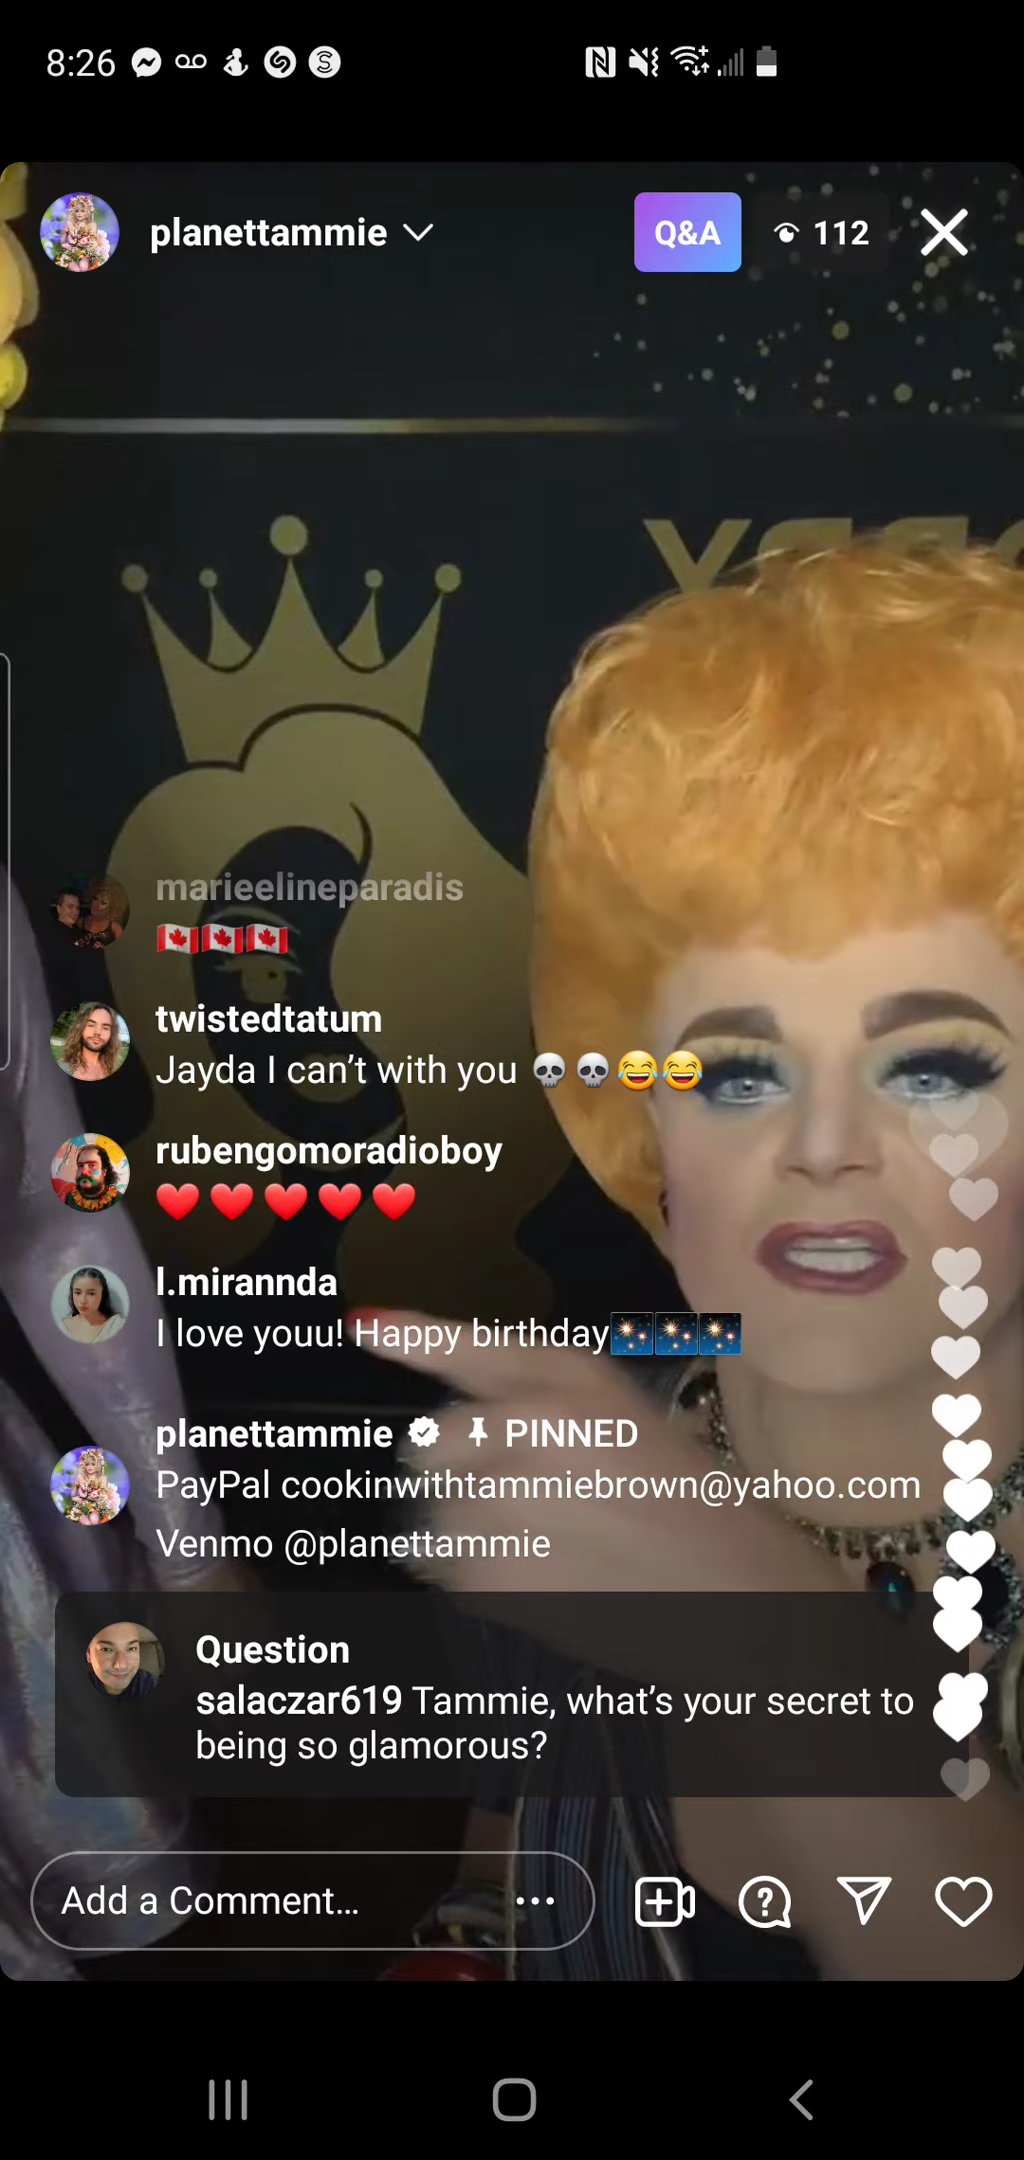 8:26
planettammie
Q&A
112
marieelineparadis
🇨🇦🇨🇦🇨🇦
twistedtatum
Jayda I can't with you 💀💀😂😂
rubengomoradioboy
❤️❤️❤️❤️❤️
l.mirannda
I love youu! Happy birthday🎇🎇🎇
planettammie PINNED
PayPal cookinwithtammiebrown@yahoo.com
Venmo @planettammie
Question
salaczar619 Tammie, what's your secret to
being so glamorous?
Add a Comment...